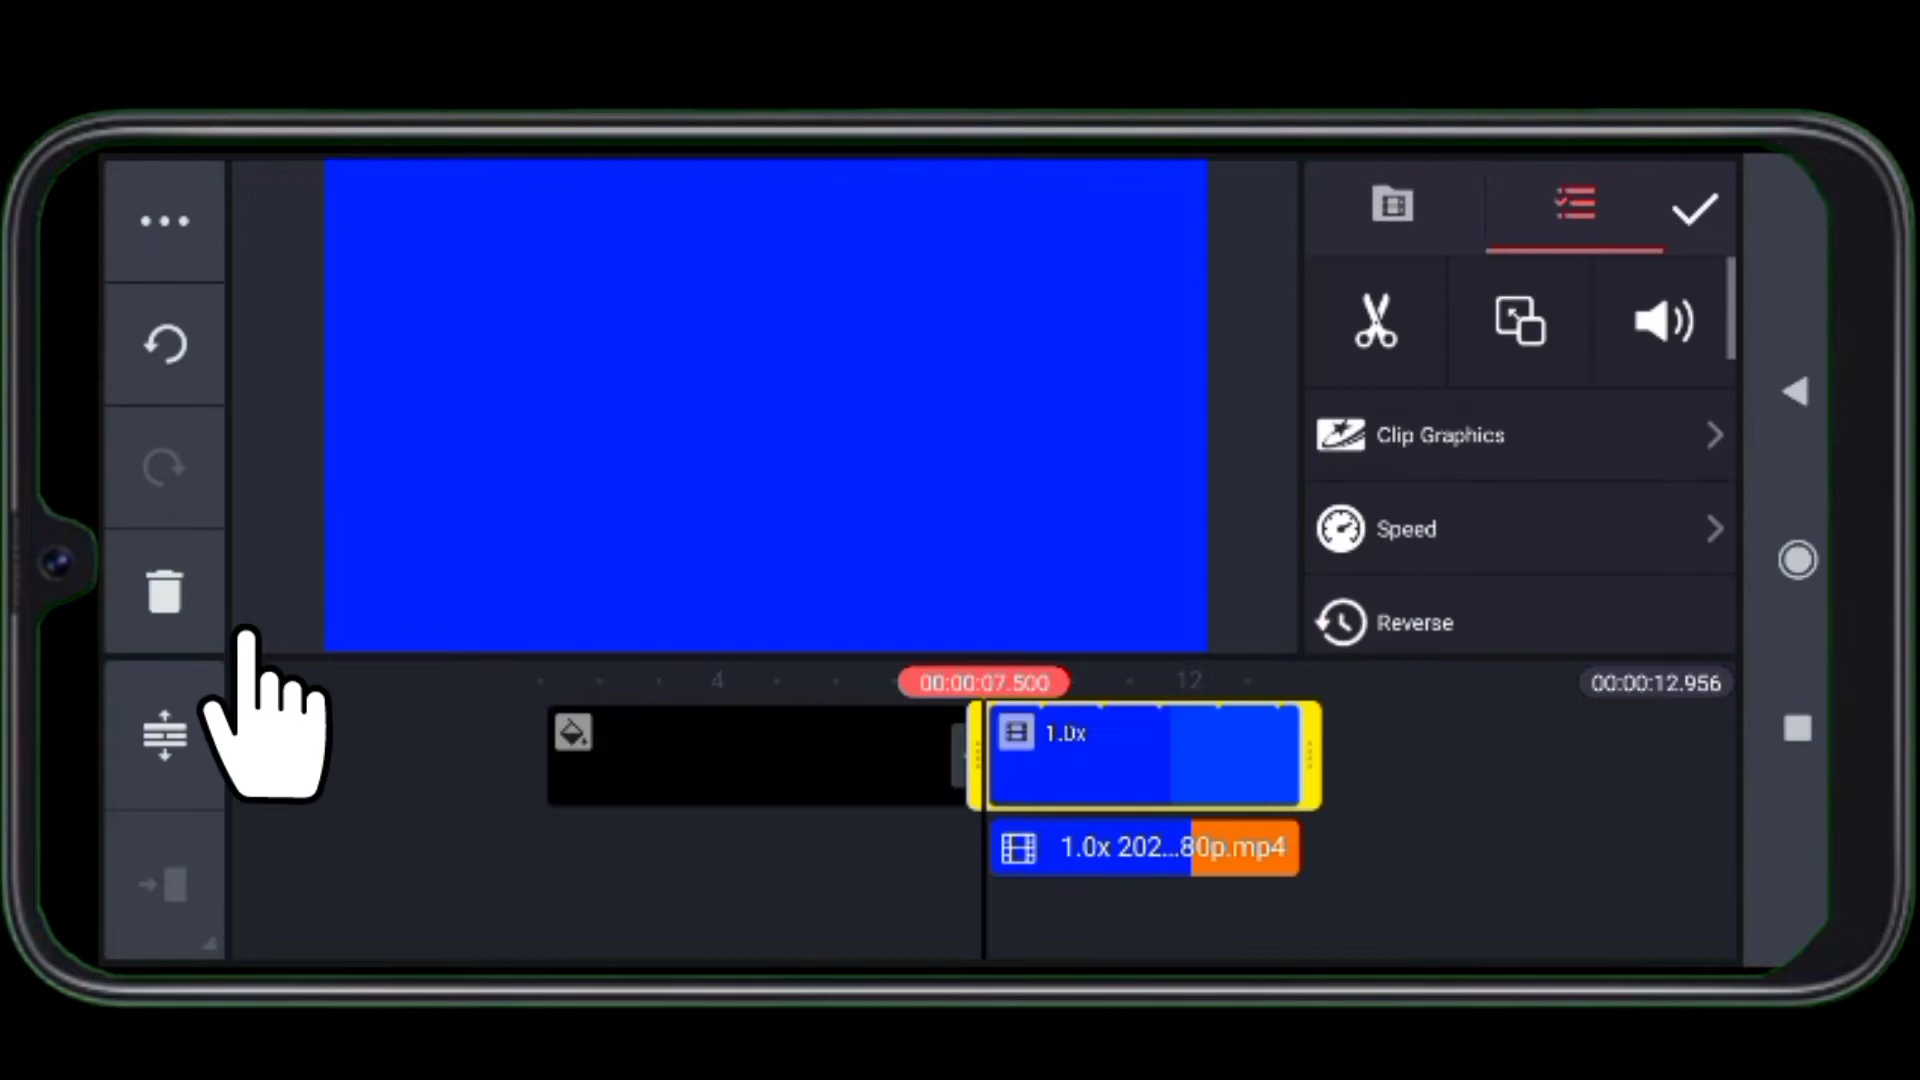 Clip Graphics
Speed
Reverse
4
00:00:07.500
12
00:00:12.956
1.0x
1.0x 202...80p.mp4